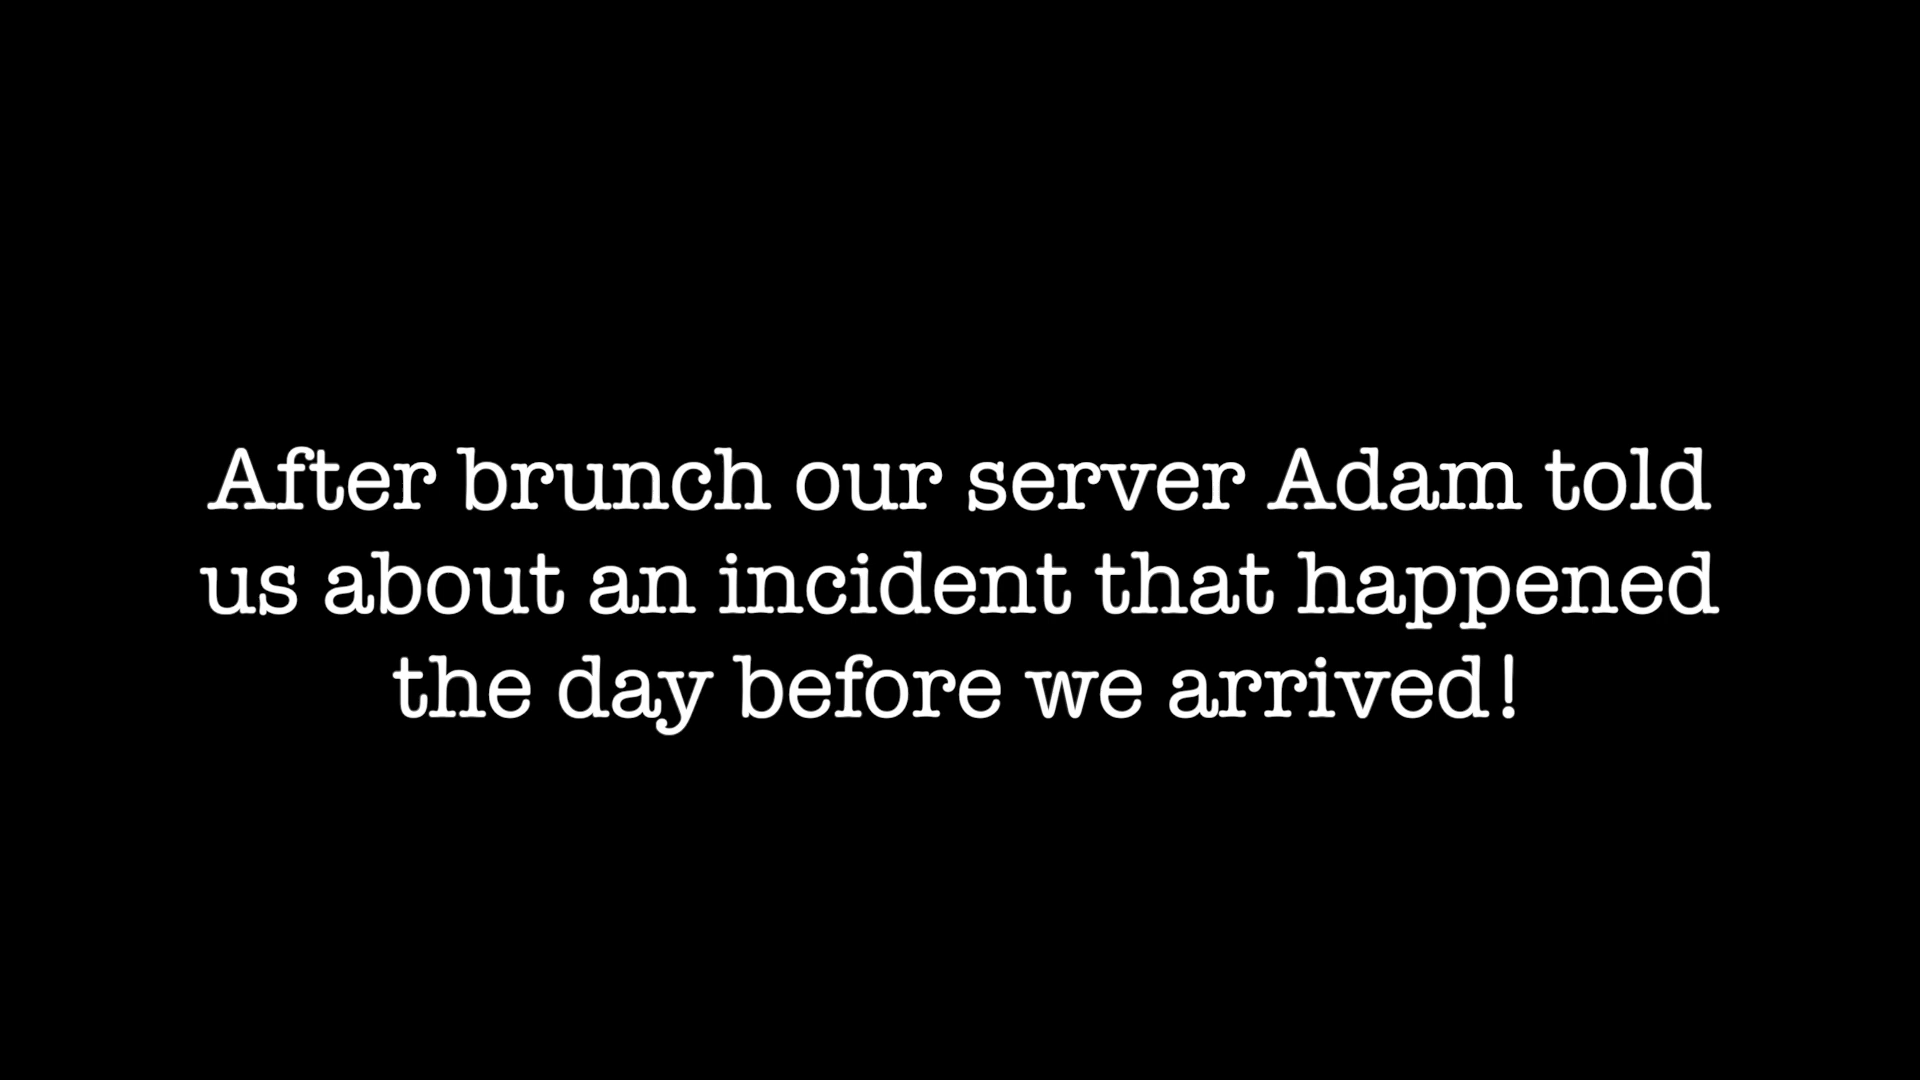 After brunch our server Adam told
us about an incident that happened
the day before we arrived!